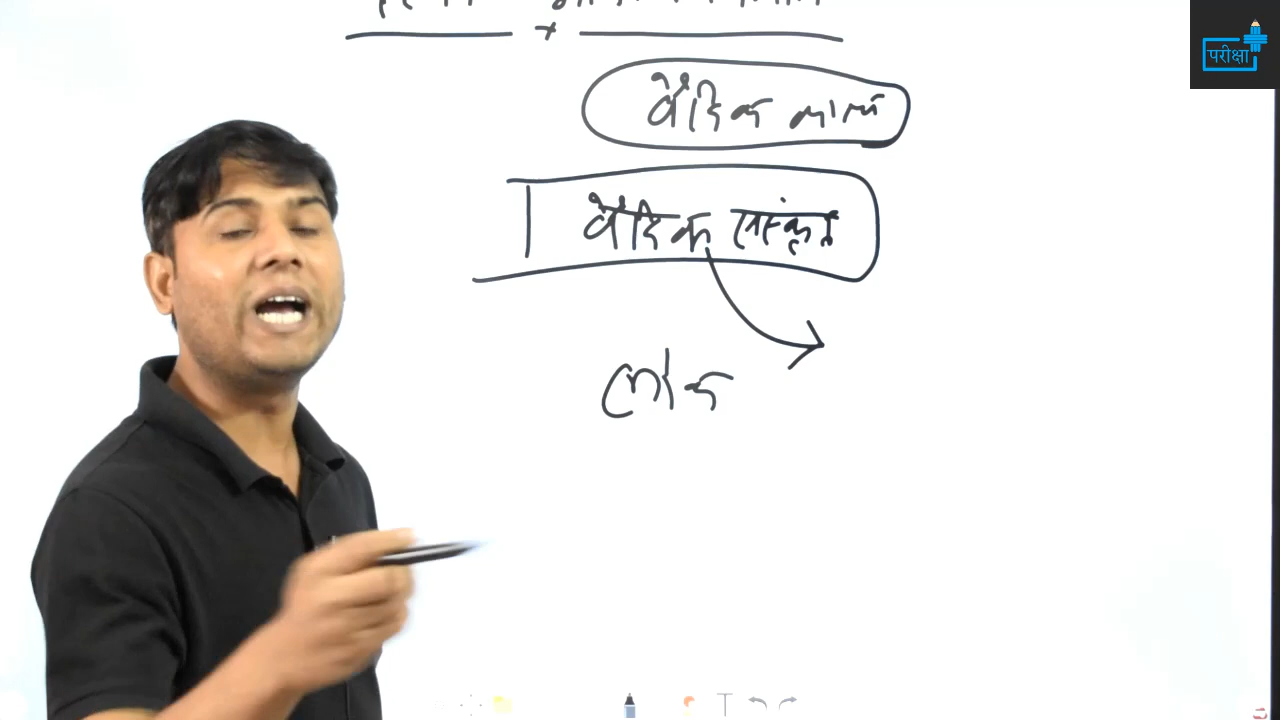 परीक्षा
वैदिक काल
वैदिक संस्कृत
लोक